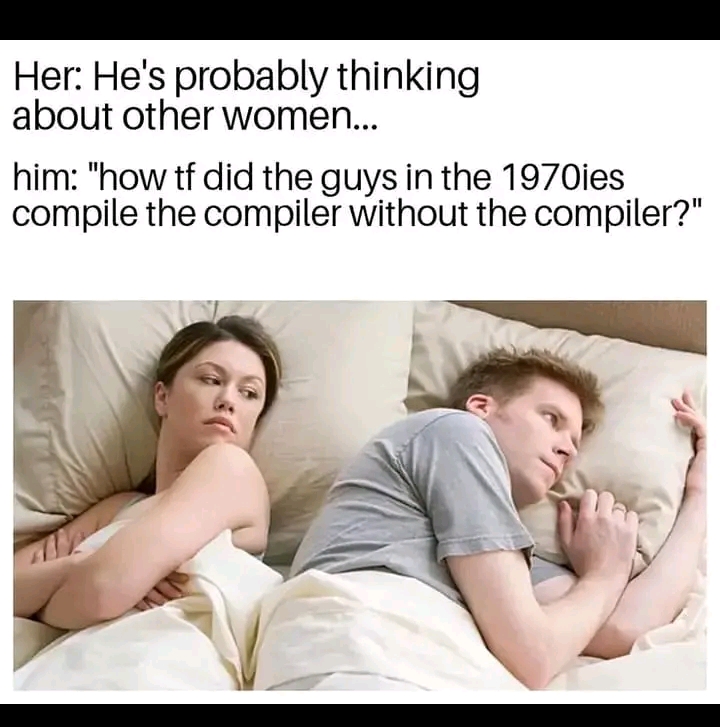 Her: He's probably thinking
about other women...
him: "how tf did the guys in the 1970ies
compile the compiler without the compiler?"